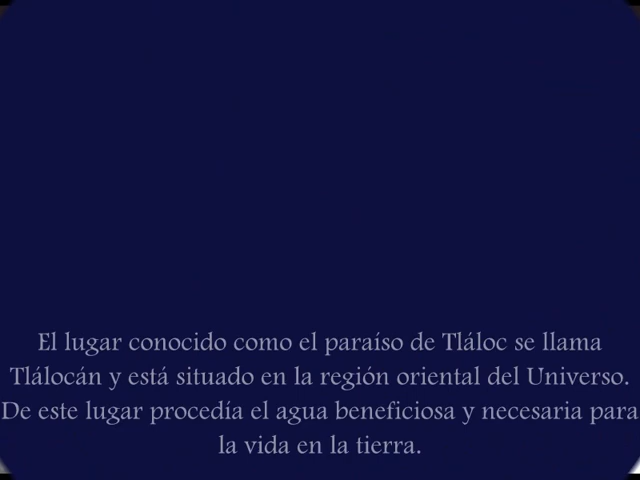 El lugar conocido como el paraíso de Tláloc se llama
Tlálocán y está situado en la región oriental del Universo.
De este lugar procedía el agua beneficiosa y necesaria para
la vida en la tierra.